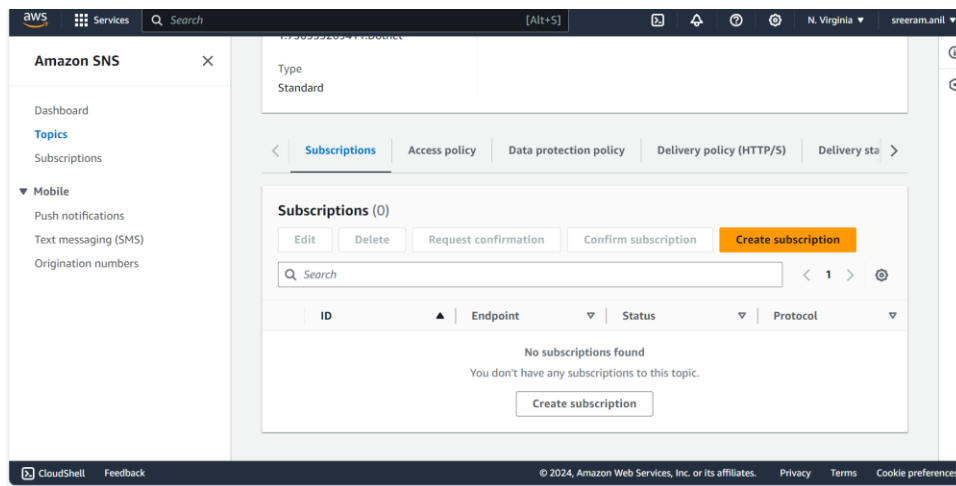 aws Services Search [Alt+S] N. Virginia sreeram.anil
Amazon SNS
Dashboard
Topics
Subscriptions
Mobile
Push notifications
Text messaging (SMS)
Origination numbers
Type
Standard
Subscriptions Access policy Data protection policy Delivery policy (HTTP/S) Delivery sta
Subscriptions (0)
Edit Delete Request confirmation Confirm subscription Create subscription
Search 1
ID Endpoint Status Protocol
No subscriptions found
You don't have any subscriptions to this topic.
Create subscription
CloudShell Feedback © 2024, Amazon Web Services, Inc. or its affiliates. Privacy Terms Cookie preferences